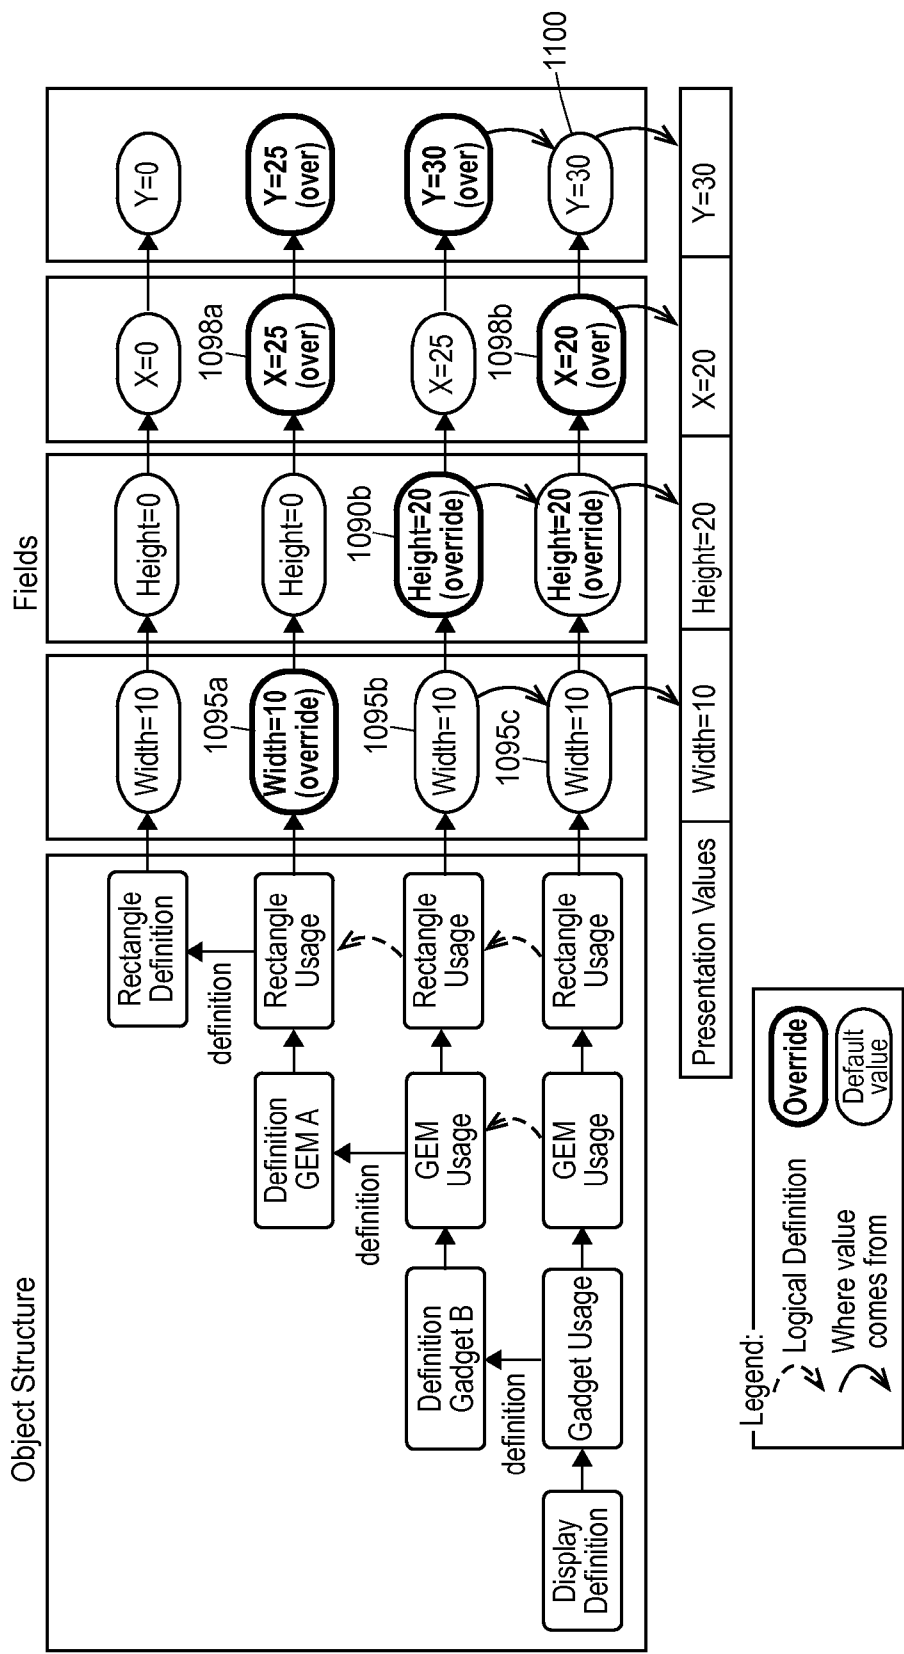 Object Structure
Fields
Rectangle
Definition
Width=10
Height=0
X=0
Y=0
definition
1095a
1098a
Definition
GEM A
Rectangle
Usage
Width=10
(override)
Height=0
X=25
(over)
Y=25
(over)
definition
1095b
1090b
Definition
Gadget B
GEM
Usage
Rectangle
Usage
Width=10
Height=20
(override)
X=25
Y=30
(over)
definition
1095c
1098b
1100
Display
Definition
Gadget Usage
GEM
Usage
Rectangle
Usage
Width=10
Height=20
(override)
X=20
(over)
Y=30
Presentation Values
Width=10
Height=20
X=20
Y=30
Legend:
Logical Definition
Override
Where value
comes from
Default
value